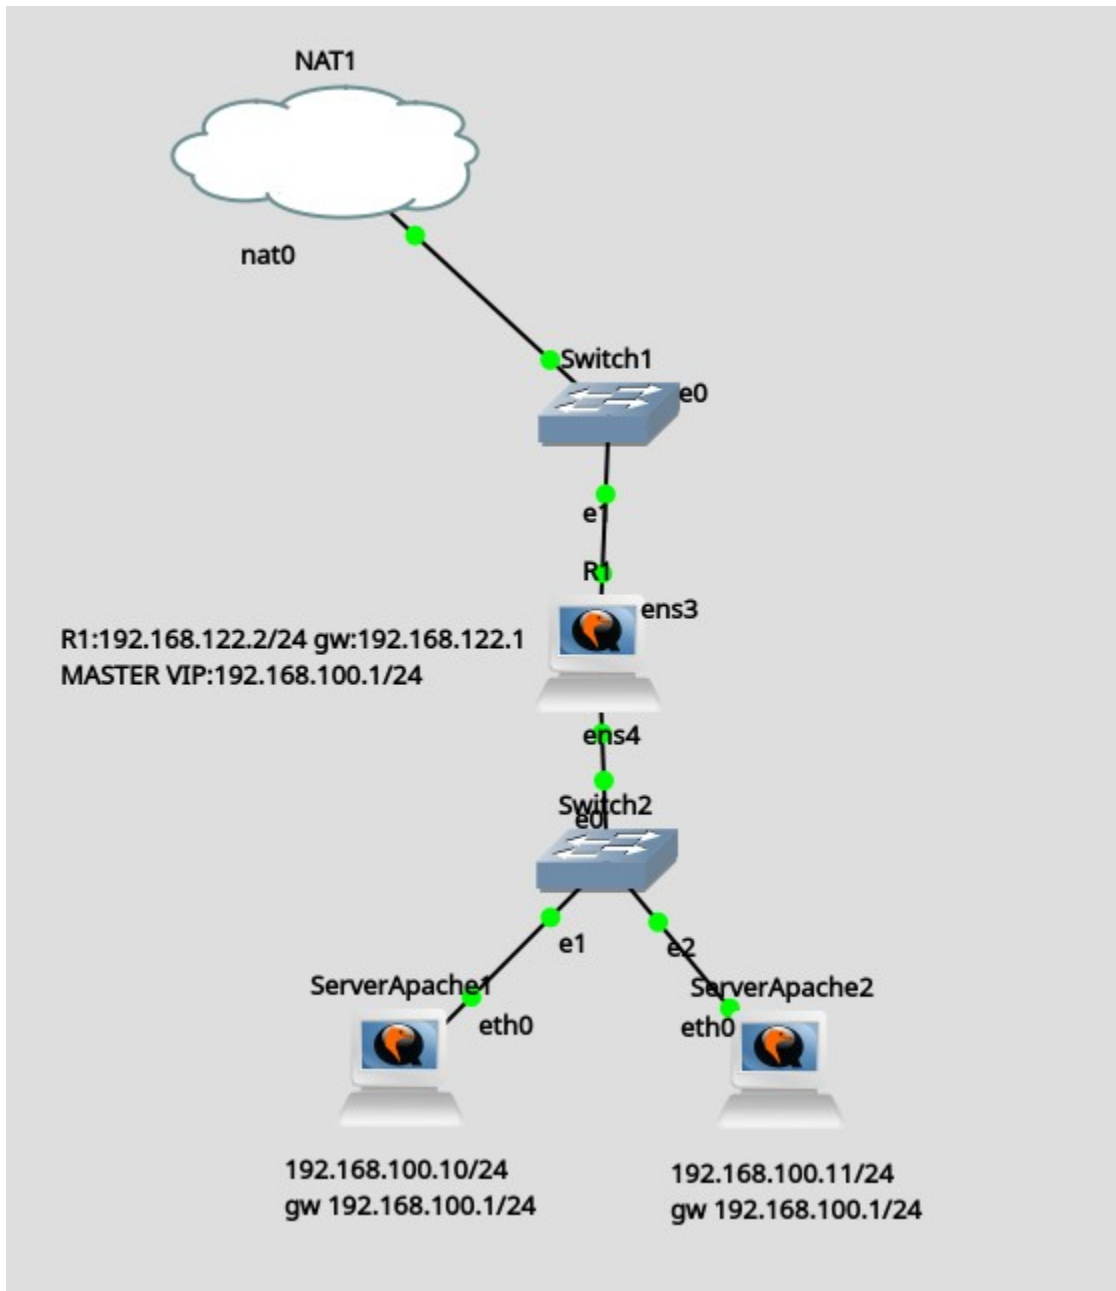 NAT1
nat0
Switch1
e0
e1
R1
ens3
R1:192.168.122.2/24 gw:192.168.122.1
MASTER VIP:192.168.100.1/24
ens4
Switch2
e0
e1
e2
ServerApache1
ServerApache2
eth0
eth0
192.168.100.10/24
gw 192.168.100.1/24
192.168.100.11/24
gw 192.168.100.1/24